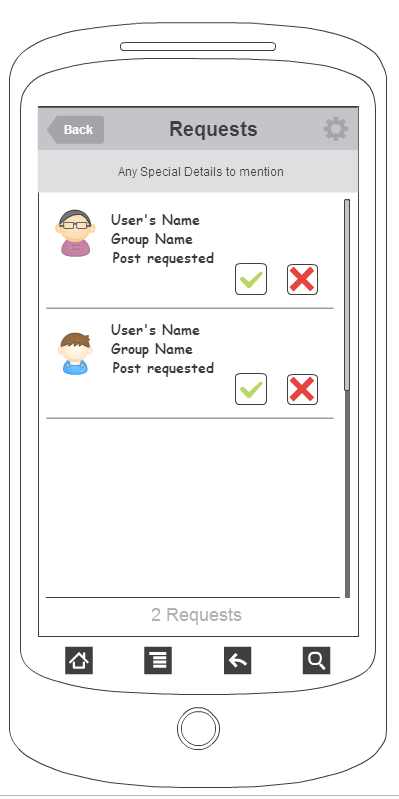 Back
Requests
Any Special Details to mention
User's Name
Group Name
Post requested
User's Name
Group Name
Post requested
2 Requests